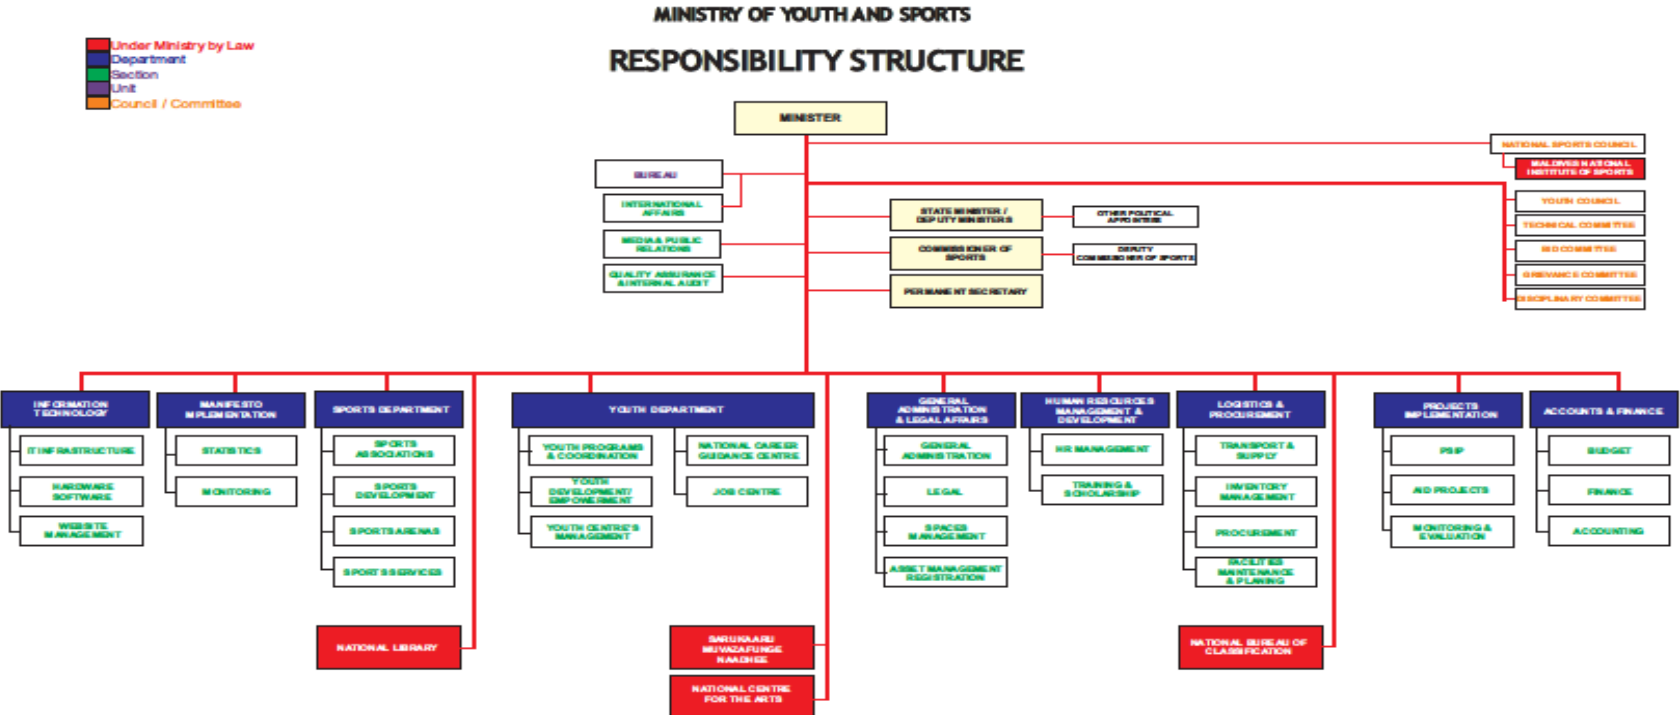 MINISTRY OF YOUTH AND SPORTS
RESPONSIBILITY STRUCTURE
Under Ministry by Law
Department
Section
Unit
Council / Committee
MINISTER
NATIONAL SPORTS COUNCIL
MALDIVES NATIONAL
INSTITUTE OF SPORTS
BUREAU
INTERNATIONAL
AFFAIRS
MEDIA & PUBLIC
RELATIONS
QUALITY ASSURANCE
& INTERNAL AUDIT
STATE MINISTER /
DEPUTY MINISTERS
OTHER POLITICAL
APPOINTEES
COMMISSIONER OF
SPORTS
DEPUTY
COMMISSIONER OF SPORTS
PERMANENT SECRETARY
YOUTH COUNCIL
TECHNICAL COMMITTEE
BID COMMITTEE
GRIEVANCE COMMITTEE
DISCIPLINARY COMMITTEE
INFORMATION
TECHNOLOGY
IT INFRASTRUCTURE
HARDWARE
SOFTWARE
WEBSITE
MANAGEMENT
MANIFESTO
IMPLEMENTATION
STATISTICS
MONITORING
SPORTS DEPARTMENT
SPORTS
ASSOCIATIONS
SPORTS
DEVELOPMENT
SPORTS ARENAS
SPORTS SERVICES
YOUTH DEPARTMENT
YOUTH PROGRAMS
& COORDINATION
YOUTH
DEVELOPMENT/
EMPOWERMENT
YOUTH CENTRE'S
MANAGEMENT
NATIONAL CAREER
GUIDANCE CENTRE
JOB CENTRE
GENERAL
ADMINISTRATION
& LEGAL AFFAIRS
GENERAL
ADMINISTRATION
LEGAL
SPACES
MANAGEMENT
ASSET MANAGEMENT
REGISTRATION
HUMAN RESOURCES
MANAGEMENT &
DEVELOPMENT
HR MANAGEMENT
TRAINING &
SCHOLARSHIP
LOGISTICS &
PROCUREMENT
TRANSPORT &
SUPPLY
INVENTORY
MANAGEMENT
PROCUREMENT
FACILITIES
MAINTENANCE
& PLANING
PROJECTS
IMPLEMENTATION
PSIP
AID PROJECTS
MONITORING &
EVALUATION
ACCOUNTS & FINANCE
BUDGET
FINANCE
ACCOUNTING
NATIONAL LIBRARY
SARUKAARU
MUVAZAFUNGE
NAADHEE
NATIONAL CENTRE
FOR THE ARTS
NATIONAL BUREAU OF
CLASSIFICATION